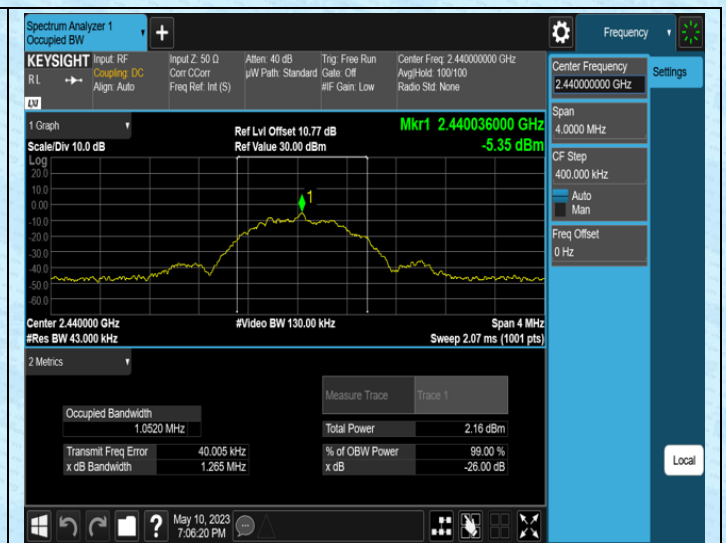 Spectrum Analyzer 1
Occupied BW
+
Frequency
KEYSIGHT
R L
LXI
Input: RF
Coupling: DC
Align: Auto
Input Z: 50 Ω
Corr CCorr
Freq Ref: Int (S)
Atten: 40 dB
µW Path: Standard
Trig: Free Run
Gate: Off
#IF Gain: Low
Center Freq: 2.440000000 GHz
Avg|Hold: 100/100
Radio Std: None
Center Frequency
2.440000000 GHz
Settings
Span
4.0000 MHz
CF Step
400.000 kHz
Auto
Man
Freq Offset
0 Hz
1 Graph
Scale/Div 10.0 dB
Ref Lvl Offset 10.77 dB
Ref Value 30.00 dBm
Mkr1 2.440036000 GHz
-5.35 dBm
Log
20.0
10.0
0.00
-10.0
-20.0
-30.0
-40.0
-50.0
-60.0
1
Center 2.440000 GHz
#Res BW 43.000 kHz
#Video BW 130.00 kHz
Span 4 MHz
Sweep 2.07 ms (1001 pts)
2 Metrics
Measure Trace
Trace 1
Occupied Bandwidth
1.0520 MHz
Total Power
2.16 dBm
Transmit Freq Error
40.005 kHz
% of OBW Power
99.00 %
x dB Bandwidth
1.265 MHz
x dB
-26.00 dB
Local
?
May 10, 2023
7:06:20 PM